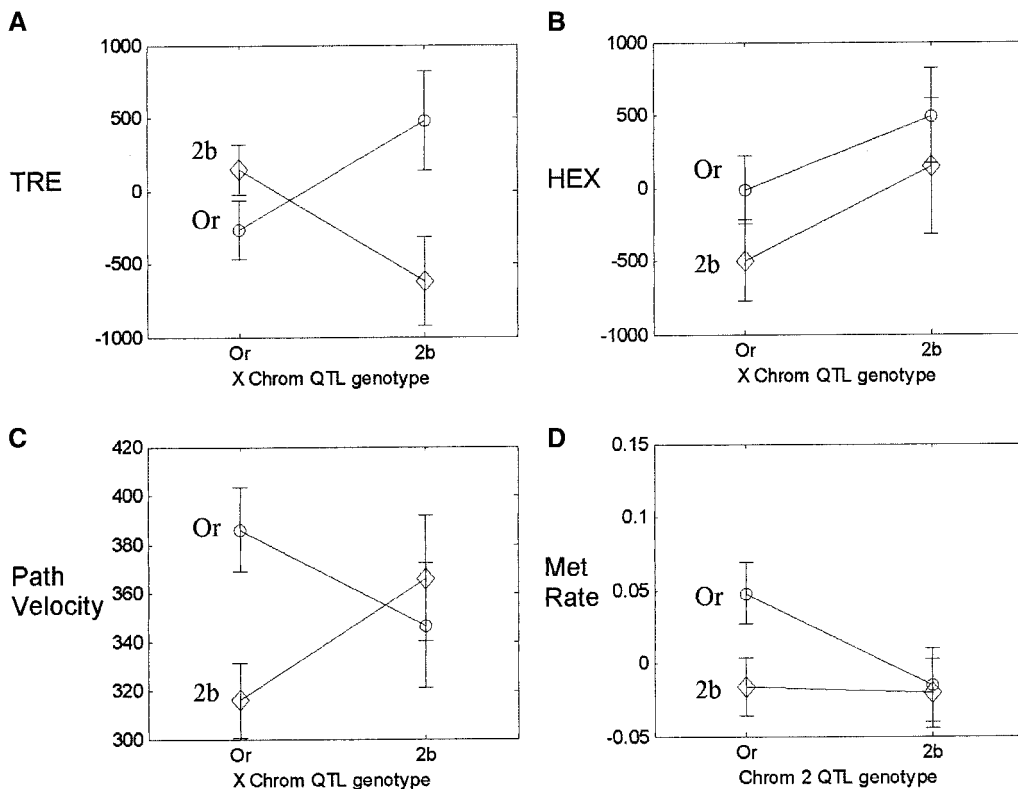 A
1000
500
0
-500
-1000
TRE
2b
Or
Or
2b
X Chrom QTL genotype
B
1000
500
0
-500
-1000
HEX
Or
2b
Or
2b
X Chrom QTL genotype
C
420
400
380
360
340
320
300
Path
Velocity
Or
2b
Or
2b
X Chrom QTL genotype
D
0.15
0.1
0.05
0
-0.05
Met
Rate
Or
2b
Or
2b
Chrom 2 QTL genotype